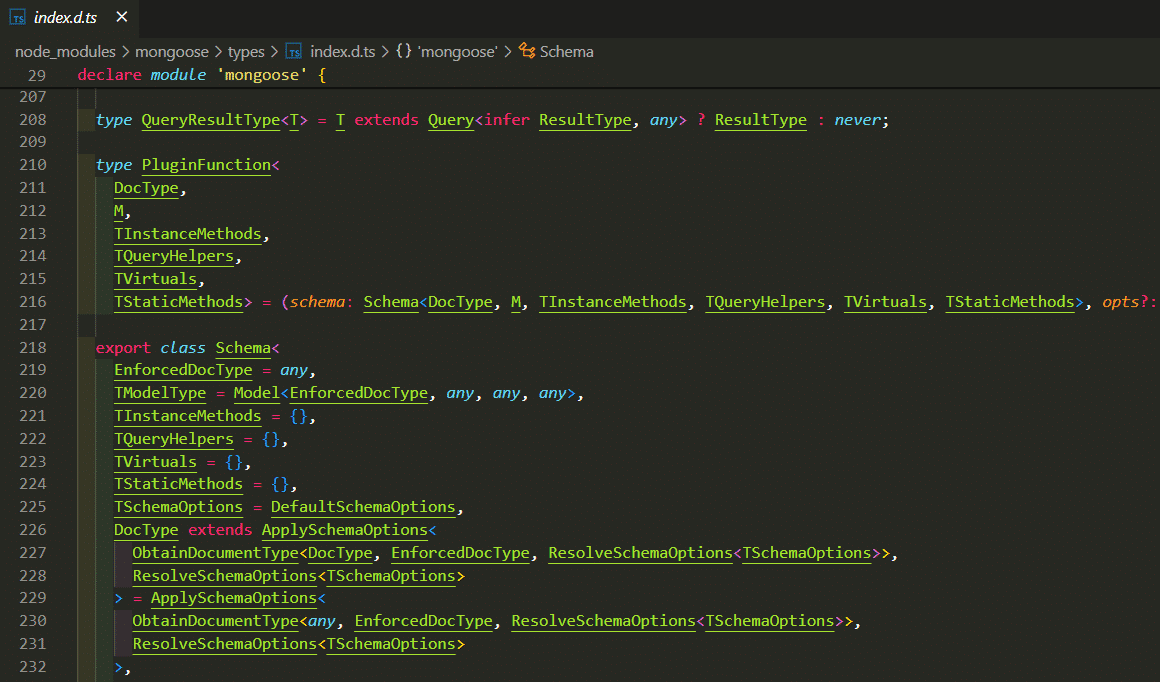 TS index.d.ts ×
node_modules > mongoose > types > TS index.d.ts > {} 'mongoose' > Schema
29 declare module 'mongoose' {
207
208 type QueryResultType<T> = T extends Query<infer ResultType, any> ? ResultType : never;
209
210 type PluginFunction<
211 DocType,
212 M,
213 TInstanceMethods,
214 TQueryHelpers,
215 TVirtuals,
216 TStaticMethods> = (schema: Schema<DocType, M, TInstanceMethods, TQueryHelpers, TVirtuals, TStaticMethods>, opts?:
217
218 export class Schema<
219 EnforcedDocType = any,
220 TModelType = Model<EnforcedDocType, any, any, any>,
221 TInstanceMethods = {},
222 TQueryHelpers = {},
223 TVirtuals = {},
224 TStaticMethods = {},
225 TSchemaOptions = DefaultSchemaOptions,
226 DocType extends ApplySchemaOptions<
227 ObtainDocumentType<DocType, EnforcedDocType, ResolveSchemaOptions<TSchemaOptions>>,
228 ResolveSchemaOptions<TSchemaOptions>
229 > = ApplySchemaOptions<
230 ObtainDocumentType<any, EnforcedDocType, ResolveSchemaOptions<TSchemaOptions>>,
231 ResolveSchemaOptions<TSchemaOptions>
232 >,